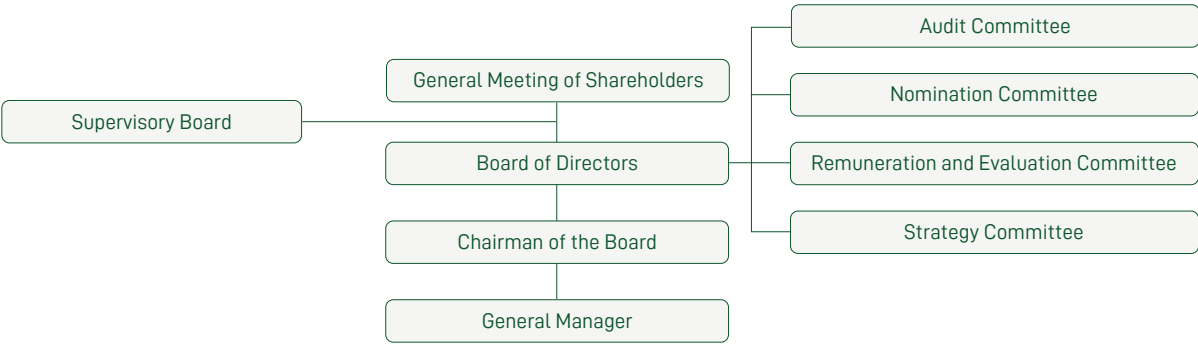 Audit Committee
General Meeting of Shareholders
Nomination Committee
Supervisory Board
Board of Directors
Remuneration and Evaluation Committee
Chairman of the Board
Strategy Committee
General Manager